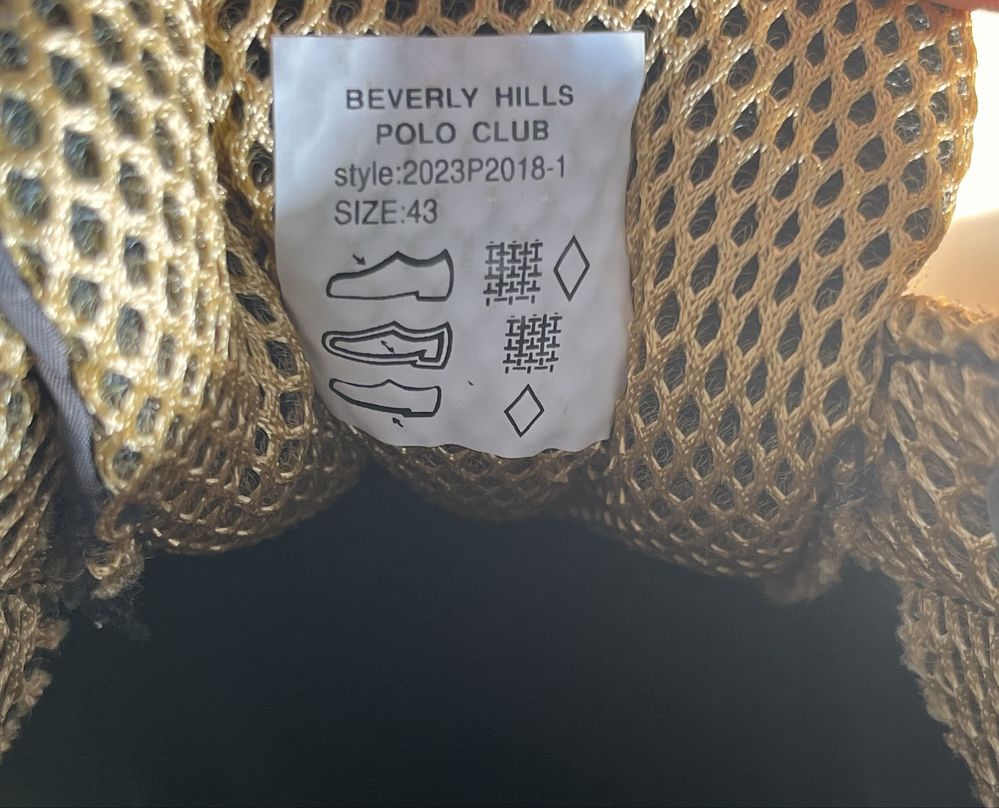 BEVERLY HILLS
POLO CLUB
style:2023P2018-1
SIZE:43